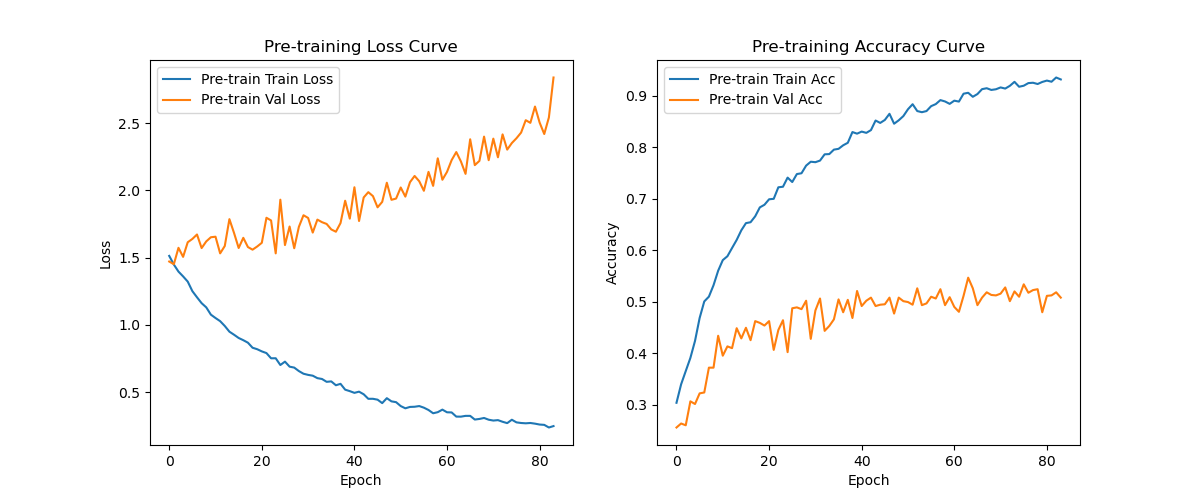 Pre-training Loss Curve
Pre-train Train Loss
Pre-train Val Loss
Loss
2.5
2.0
1.5
1.0
0.5
0
20
40
60
80
Epoch
Pre-training Accuracy Curve
Pre-train Train Acc
Pre-train Val Acc
Accuracy
0.9
0.8
0.7
0.6
0.5
0.4
0.3
0
20
40
60
80
Epoch